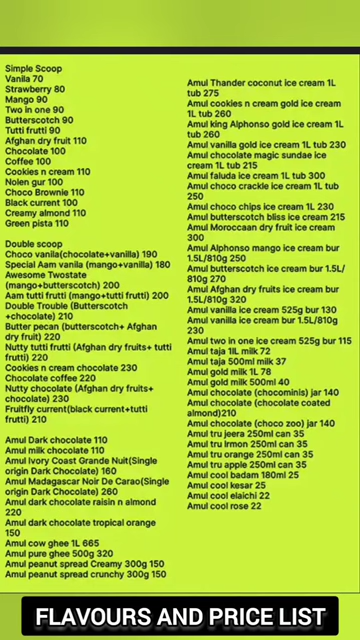 Simple Scoop
Vanilla 70
Strawberry 80
Mango 90
Two in one 90
Butterscotch 90
Tutti frutti 90
Afghan dry fruit 110
Chocolate 100
Coffee 100
Cookies n cream 110
Nolen gur 100
Choco Brownie 110
Black current 100
Creamy almond 110
Green pista 110
Double scoop
Choco vanila(chocolate+vanilla) 190
Special Aam vanila (mango+vanilla) 180
Awesome Twostate
(mango+butterscotch) 200
Aam tutti frutti (mango+tutti frutti) 200
Double Trouble (Butterscotch
+chocolate) 210
Butter pecan (butterscotch+ Afghan
dry fruit) 220
Nutty tutti frutti (Afghan dry fruits+ tutti
frutti) 220
Cookies n cream chocolate 230
Chocolate coffee 220
Nutty chocolate (Afghan dry fruits+
chocolate) 230
Fruitfly current(black current+tutti
frutti) 210
Amul Dark chocolate 110
Amul milk chocolate 110
Amul Ivory Coast Grande Nuit(Single
origin Dark Chocolate) 160
Amul Madagascar Noir De Carao(Single
origin Dark Chocolate) 260
Amul dark chocolate raisin n almond
220
Amul dark chocolate tropical orange
150
Amul cow ghee 1L 665
Amul pure ghee 500g 320
Amul peanut spread Creamy 300g 150
Amul peanut spread crunchy 300g 150
Amul Thander coconut ice cream 1L
tub 275
Amul cookies n cream gold ice cream
1L tub 260
Amul king Alphonso gold ice cream 1L
tub 260
Amul vanilla gold ice cream 1L tub 230
Amul chocolate magic sundae ice
cream 1L tub 215
Amul faluda ice cream 1L tub 300
Amul choco crackle ice cream 1L tub
250
Amul choco chips ice cream 1L 230
Amul butterscotch bliss ice cream 215
Amul Moroccaan dry fruit ice cream
300
Amul Alphonso mango ice cream bur
1.5L/810g 250
Amul butterscotch ice cream bur 1.5L/
810g 270
Amul Afghan dry fruits ice cream bur
1.5L/810g 320
Amul vanilla ice cream 525g bur 130
Amul vanilla ice cream bur 1.5L/810g
230
Amul two in one ice cream 525g bur 115
Amul taja 1lL milk 72
Amul taja 500ml milk 37
Amul gold milk 1L 78
Amul gold milk 500ml 40
Amul chocolate (chocominis) jar 140
Amul chocolate (chocolate coated
almond)210
Amul chocolate (choco zoo) jar 140
Amul tru jeera 250ml can 35
Amul tru lrmon 250ml can 35
Amul tru orange 250ml can 35
Amul tru apple 250ml can 35
Amul cool badam 180ml 25
Amul cool kesar 25
Amul cool elaichi 22
Amul cool rose 22
FLAVOURS AND PRICE LIST